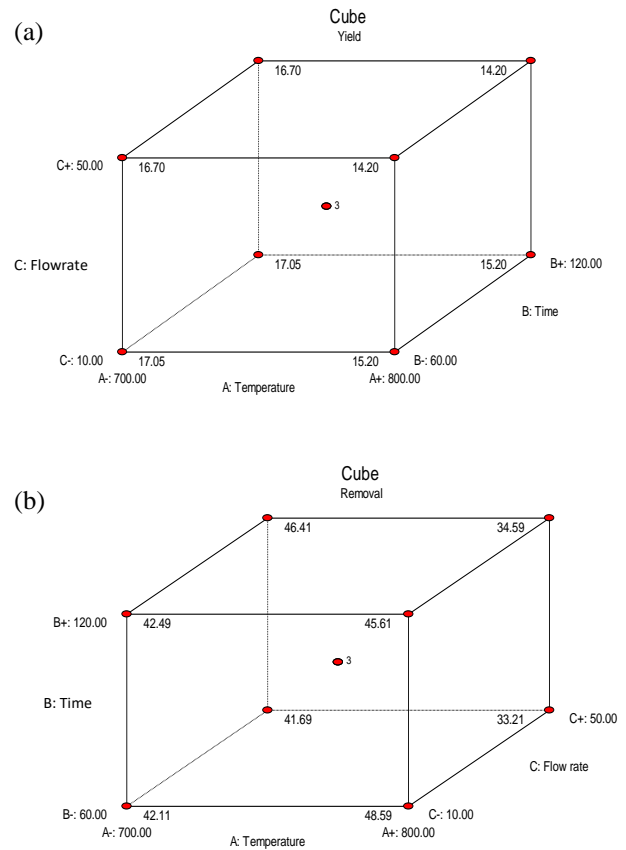 (a)
Cube
Yield
16.70
14.20
C+: 50.00
16.70
14.20
3
C: Flowrate
17.05
15.20
B+: 120.00
B: Time
C-: 10.00
17.05
15.20
B-: 60.00
A-: 700.00
A: Temperature
A+: 800.00
(b)
Cube
Removal
46.41
34.59
B+: 120.00
42.49
45.61
3
B: Time
41.69
33.21
C+: 50.00
C: Flow rate
B-: 60.00
42.11
48.59
C-: 10.00
A-: 700.00
A: Temperature
A+: 800.00